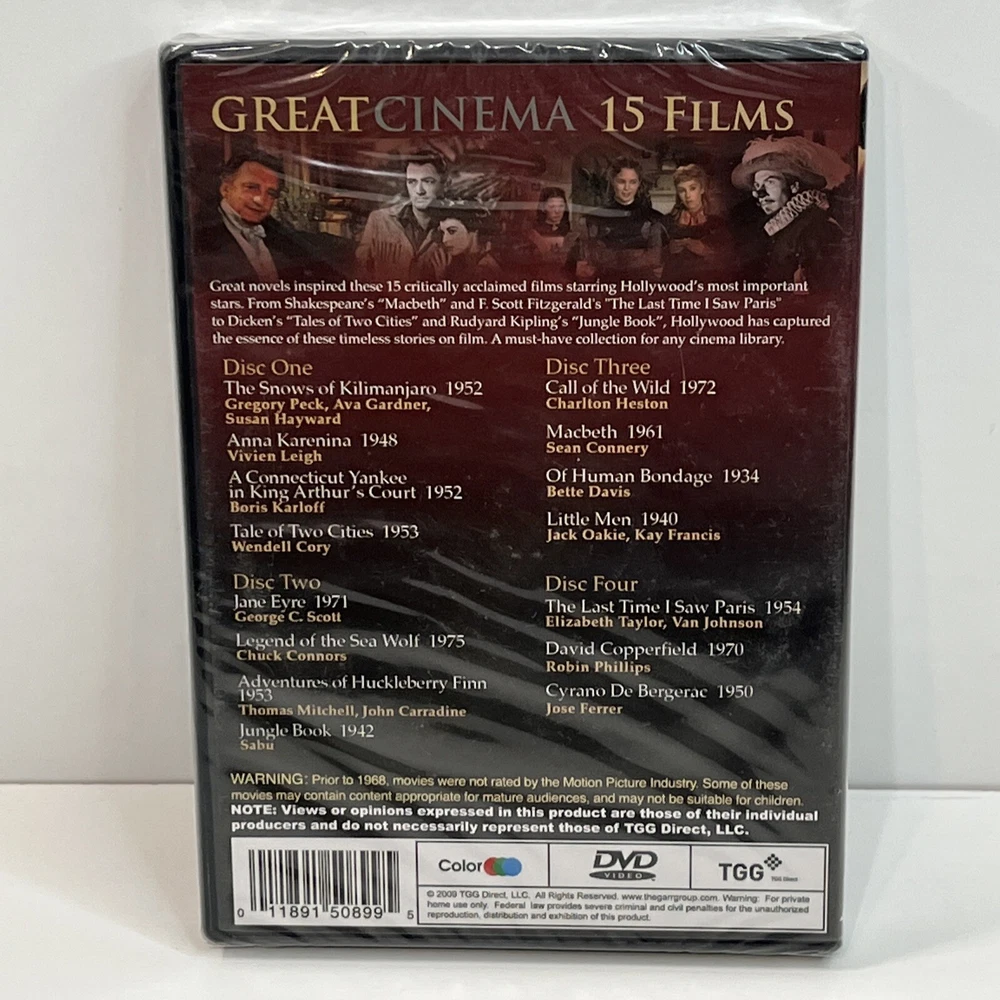 GREATCINEMA 15 FILMS
Great novels inspired these 15 critically acclaimed films starring Hollywood's most important
stars. From Shakespeare's "Macbeth" and F. Scott Fitzgerald's "The Last Time I Saw Paris"
to Dicken's "Tales of Two Cities" and Rudyard Kipling's "Jungle Book", Hollywood has captured
the essence of these timeless stories on film. A must-have collection for any cinema library.
Disc One
The Snows of Kilimanjaro 1952
Gregory Peck, Ava Gardner,
Susan Hayward
Anna Karenina 1948
Vivien Leigh
A Connecticut Yankee
in King Arthur's Court 1952
Boris Karloff
Tale of Two Cities 1953
Wendell Cory
Disc Two
Jane Eyre 1971
George C. Scott
Legend of the Sea Wolf 1975
Chuck Connors
Adventures of Huckleberry Finn
1953
Thomas Mitchell, John Carradine
Jungle Book 1942
Sabu
Disc Three
Call of the Wild 1972
Charlton Heston
Macbeth 1961
Sean Connery
Of Human Bondage 1934
Bette Davis
Little Men 1940
Jack Oakie, Kay Francis
Disc Four
The Last Time I Saw Paris 1954
Elizabeth Taylor, Van Johnson
David Copperfield 1970
Robin Phillips
Cyrano De Bergerac 1950
Jose Ferrer
WARNING: Prior to 1968, movies were not rated by the Motion Picture Industry. Some of these
movies may contain content appropriate for mature audiences, and may not be suitable for children.
NOTE: Views or opinions expressed in this product are those of their individual
producers and do not necessarily represent those of TGG Direct, LLC.
0 11891 50899 5
Color
DVD
VIDEO
TGG
TGG Direct
© 2009 TGG Direct, LLC. All Rights Reserved. www.thegarrgroup.com. Warning: For private
home use only. Federal law provides severe criminal and civil penalties for the unauthorized
reproduction, distribution and exhibition of this product.